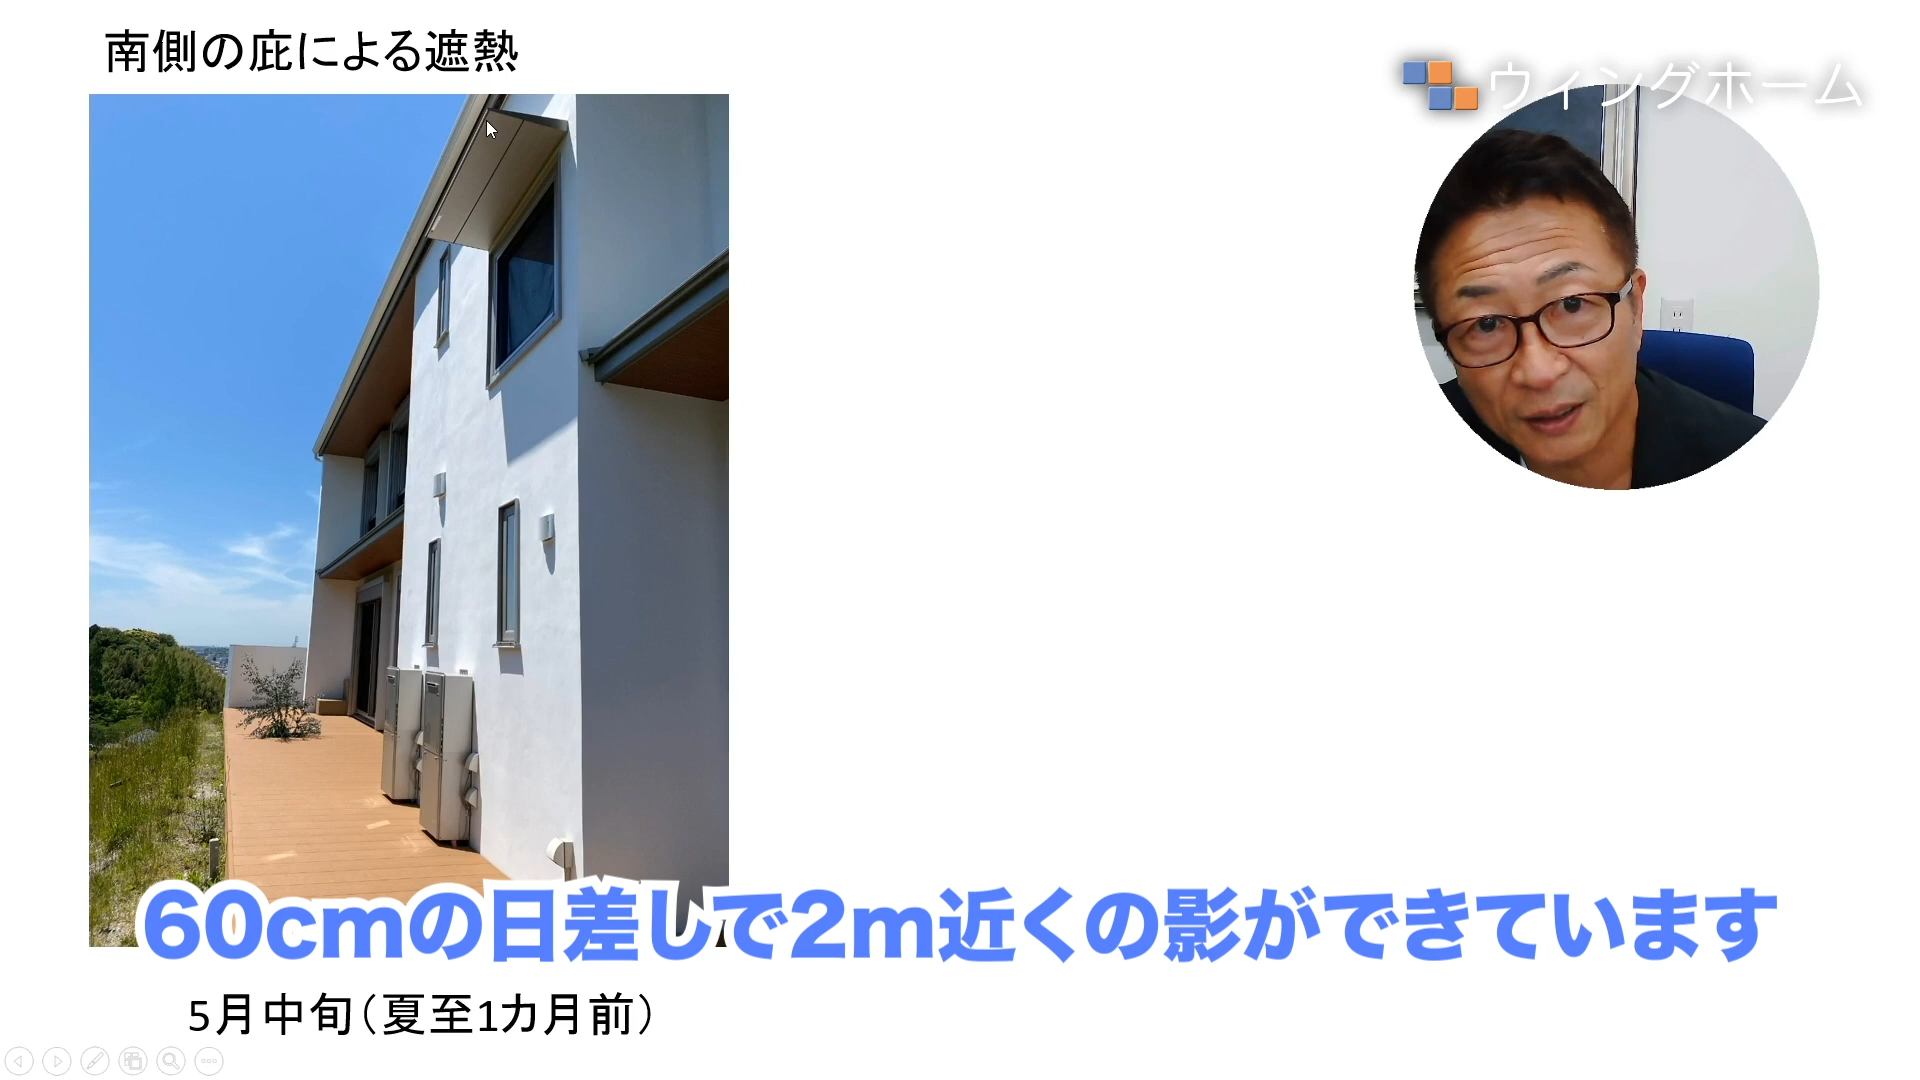 南側の庇による遮熱
ウィングホーム
60cmの日差しで2m近くの影ができています
5月中旬（夏至1カ月前）